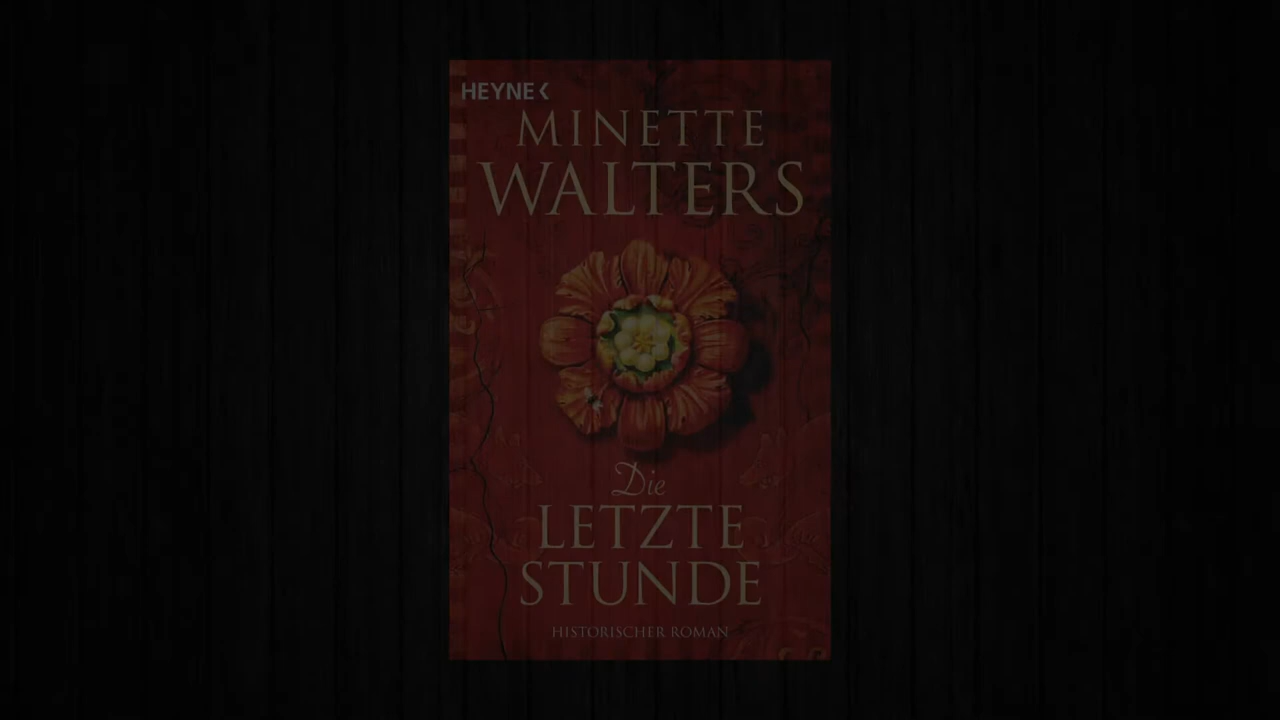 HEYNE
MINETTE
WALTERS
Die
LETZTE
STUNDE
HISTORISCHER ROMAN